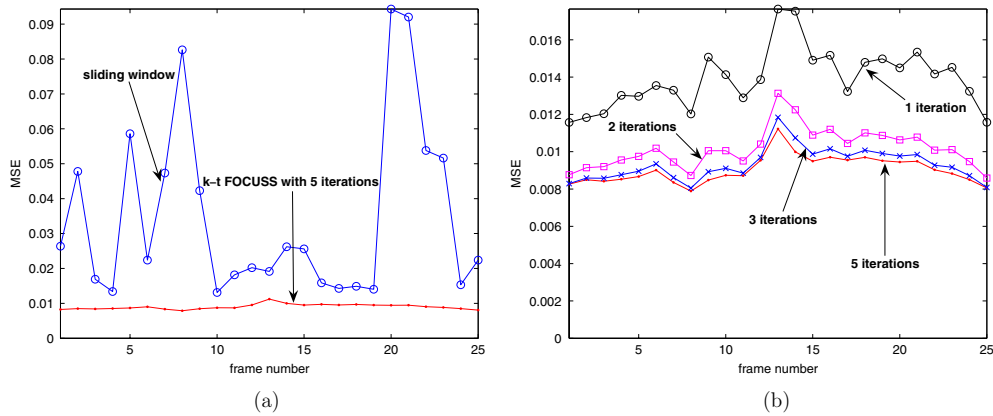 0.09
0.08
0.07
0.06
0.05
0.04
0.03
0.02
0.01
0
MSE
sliding window
k–t FOCUSS with 5 iterations
5
10
15
20
25
frame number
(a)
0.016
0.014
0.012
0.01
0.008
0.006
0.004
0.002
0
MSE
1 iteration
2 iterations
3 iterations
5 iterations
5
10
15
20
25
frame number
(b)